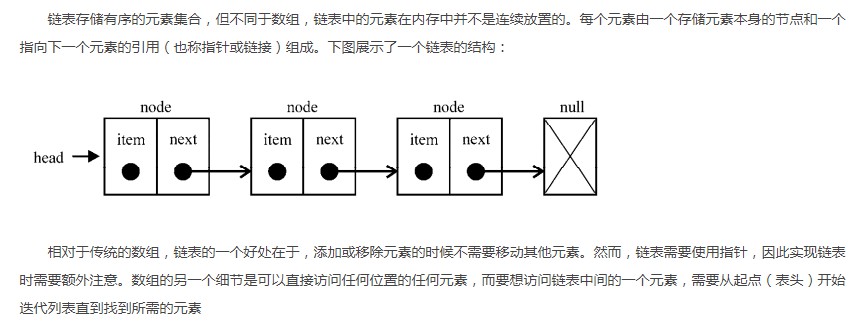 链表存储有序的元素集合，但不同于数组，链表中的元素在内存中并不是连续放置的。每个元素由一个存储元素本身的节点和一个
指向下一个元素的引用（也称指针或链接）组成。下图展示了一个链表的结构：
node node node null
item next item next item next
head
相对于传统的数组，链表的一个好处在于，添加或移除元素的时候不需要移动其他元素。然而，链表需要使用指针，因此实现链表
时需要额外注意。数组的另一个细节是可以直接访问任何位置的任何元素，而要想访问链表中间的一个元素，需要从起点（表头）开始
迭代列表直到找到所需的元素